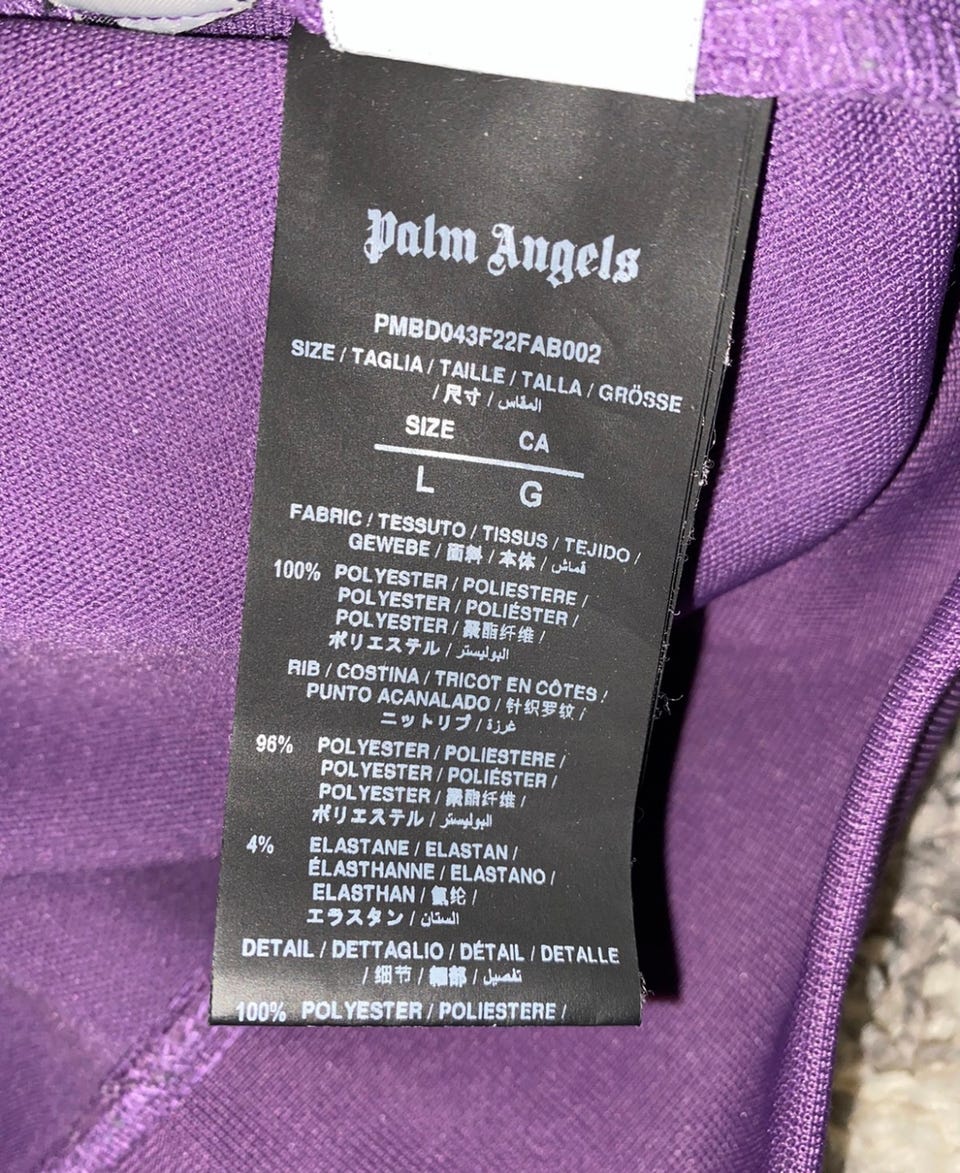 Palm Angels
PMBD043F22FAB002
SIZE / TAGLIA / TAILLE / TALLA / GRÖSSE
/ 尺寸 / المقاس
SIZE CA
L G
FABRIC / TESSUTO / TISSUS / TEJIDO /
GEWEBE / 面料 / 本体 / قماش
100% POLYESTER / POLIESTERE /
POLYESTER / POLIÉSTER /
POLYESTER / 聚酯纤维 /
ポリエステル / البوليستر
RIB / COSTINA / TRICOT EN CÔTES /
PUNTO ACANALADO / 针织罗纹 /
ニットリブ / غرزة
96% POLYESTER / POLIESTERE /
POLYESTER / POLIÉSTER /
POLYESTER / 聚酯纤维 /
ポリエステル / البوليستر
4% ELASTANE / ELASTAN /
ÉLASTHANNE / ELASTANO /
ELASTHAN / 氨纶 /
エラスタン / الستان
DETAIL / DETTAGLIO / DÉTAIL / DETALLE
/ 细节 / 細部 / تفصيل
100% POLYESTER / POLIESTERE /